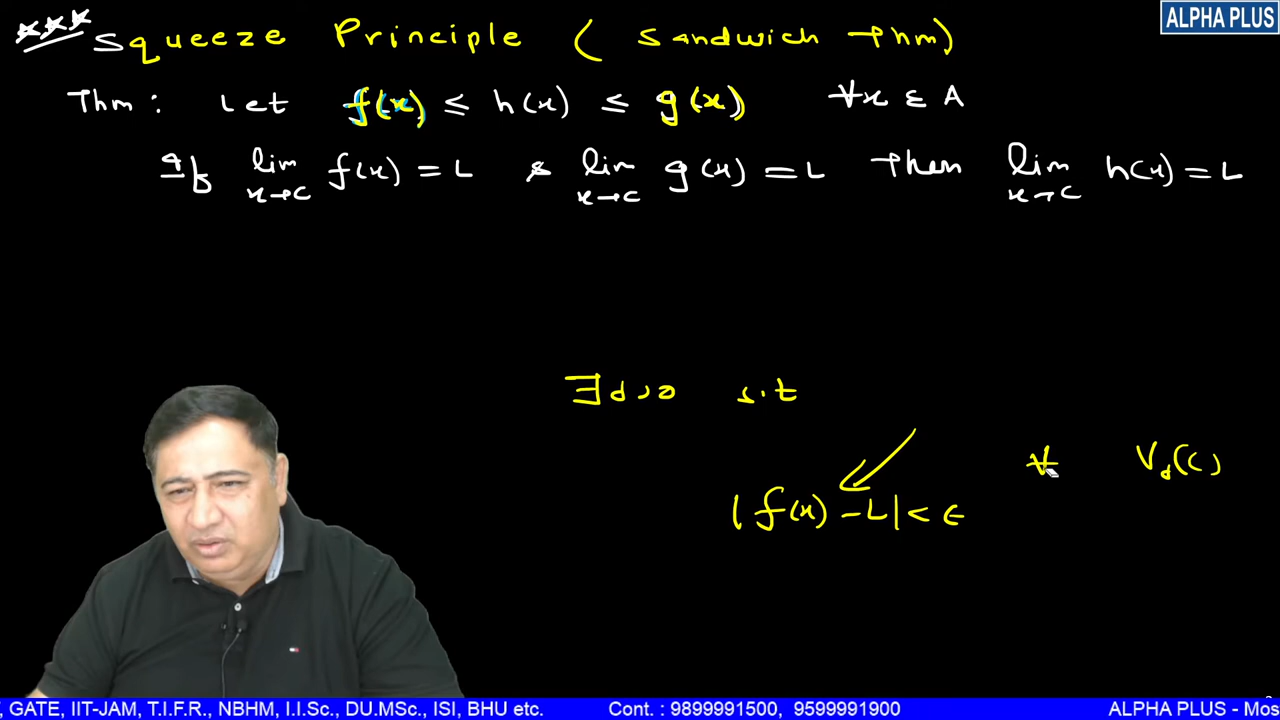 ALPHA PLUS
*** Squeeze Principle ( Sandwich Thm)
Thm : Let f(x) ≤ h(x) ≤ g(x) ∀x ∈ A
If lim x→c f(x) = L & lim x→c g(x) = L Then lim x→c h(x) = L
∃ d>0 s.t
∀ V_d(c)
|f(x) - L| < ϵ
, GATE, IIT-JAM, T.I.F.R., NBHM, I.I.Sc., DU.MSc., ISI, BHU etc. Cont. : 9899991500, 9599991900 ALPHA PLUS - Mos